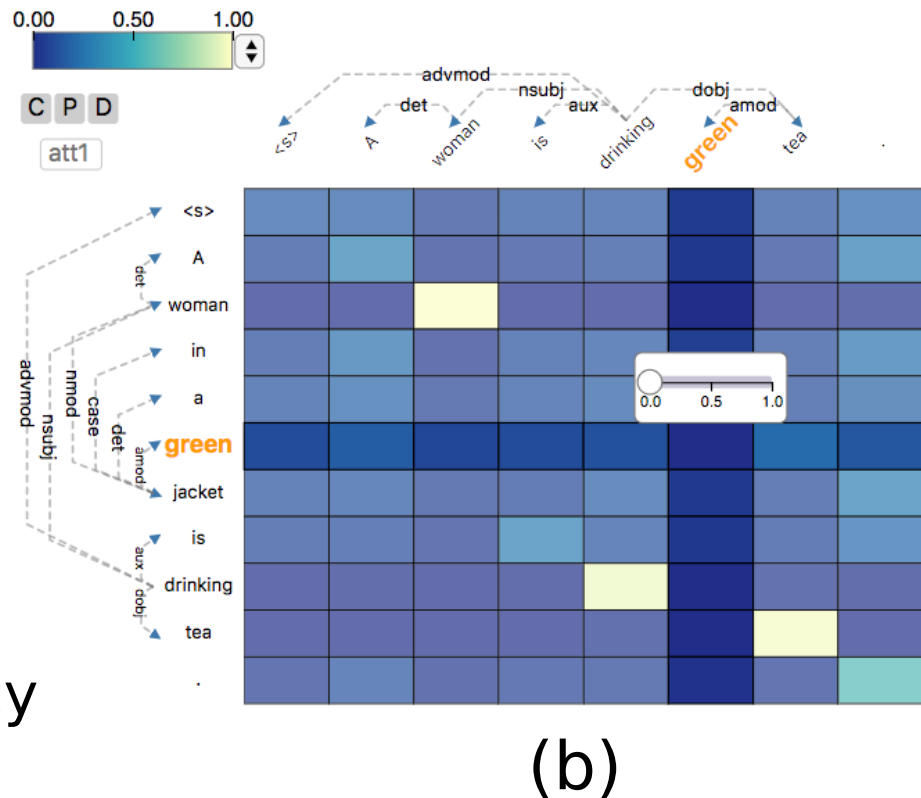 0.00 0.50 1.00
C P D
att1
advmod
nsubj dobj
det aux amod
<s> A woman is drinking green tea .
<s>
A
woman
in
a
green
jacket
is
drinking
tea
.
det
advmod
nsubj
nmod
case
det
amod
aux
dobj
0.0 0.5 1.0
y
(b)